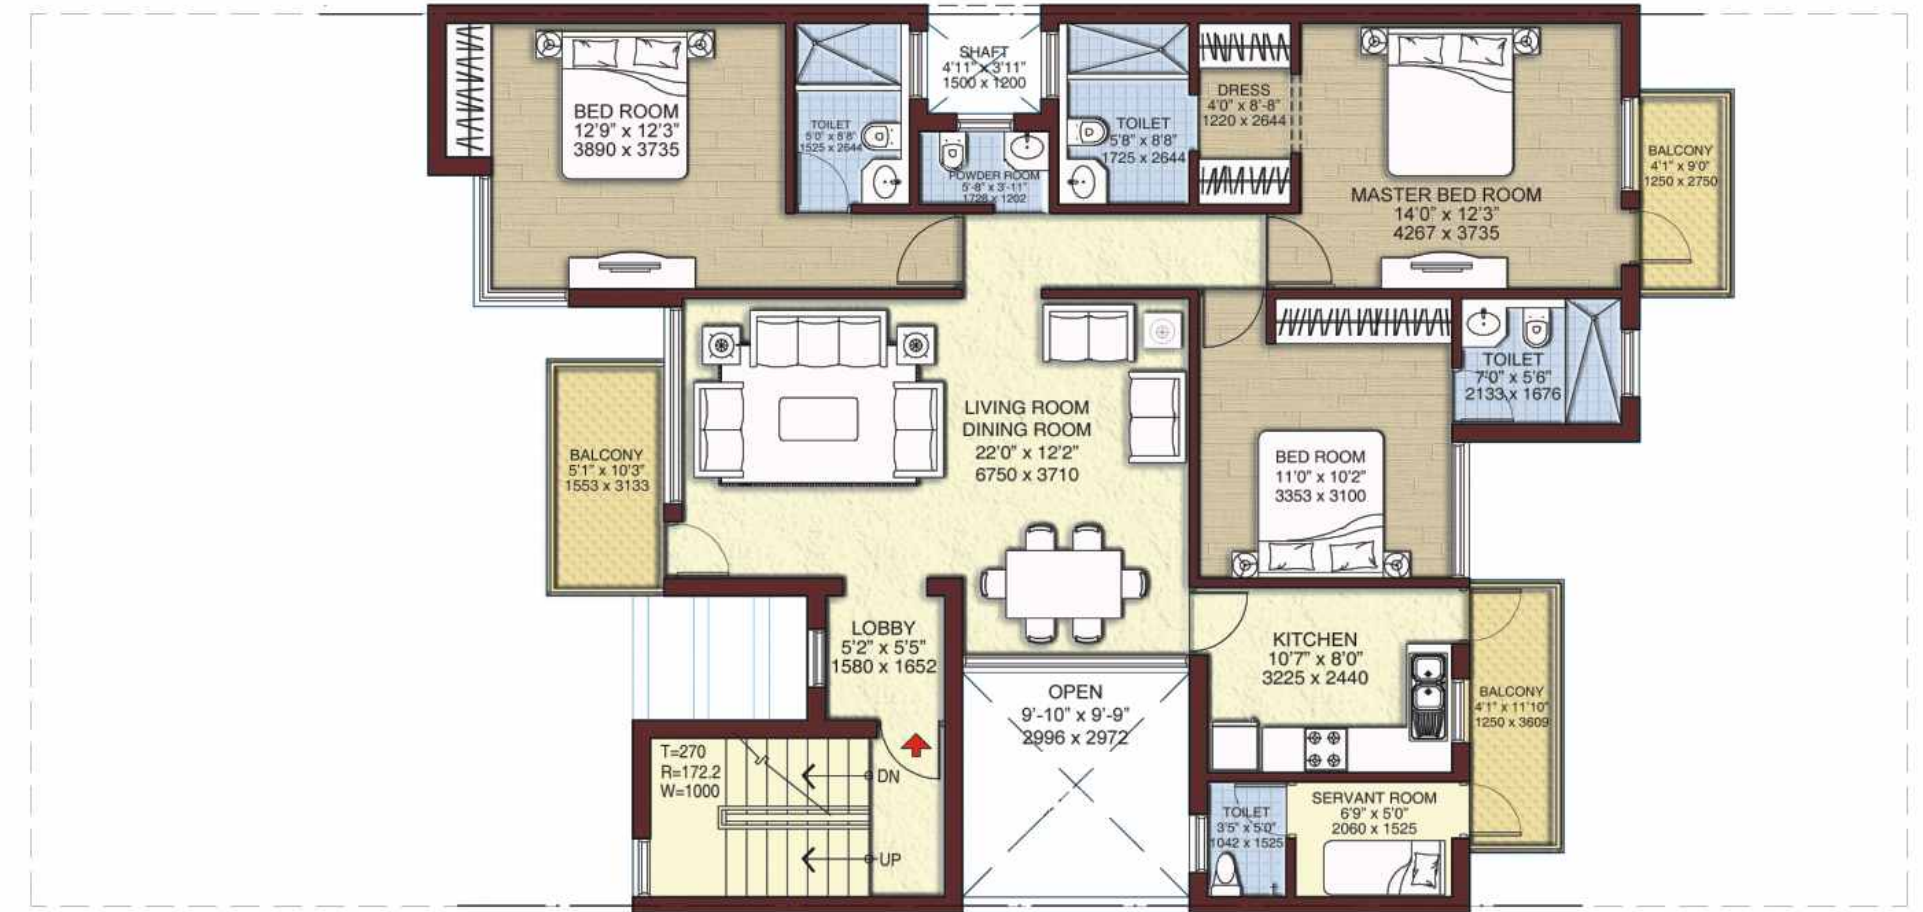 SHAFT
4'11" x 3'11"
1500 x 1200
BED ROOM
12'9" x 12'3"
3890 x 3735
TOILET
5'0" x 8'8"
1525 x 2644
POWDER ROOM
5'-8" x 3'-11"
1728 x 1202
TOILET
5'8" x 8'8"
1725 x 2644
DRESS
4'0" x 8'-8"
1220 x 2644
MASTER BED ROOM
14'0" x 12'3"
4267 x 3735
BALCONY
4'1" x 9'0"
1250 x 2750
BALCONY
5'1" x 10'3"
1553 x 3133
LIVING ROOM
DINING ROOM
22'0" x 12'2"
6750 x 3710
TOILET
7'0" x 5'6"
2133 x 1676
BED ROOM
11'0" x 10'2"
3353 x 3100
LOBBY
5'2" x 5'5"
1580 x 1652
KITCHEN
10'7" x 8'0"
3225 x 2440
OPEN
9'-10" x 9'-9"
2996 x 2972
BALCONY
4'1" x 11'10"
1250 x 3609
T=270
R=172.2
W=1000
DN
UP
TOILET
3'5" x 5'0"
1042 x 1525
SERVANT ROOM
6'9" x 5'0"
2060 x 1525